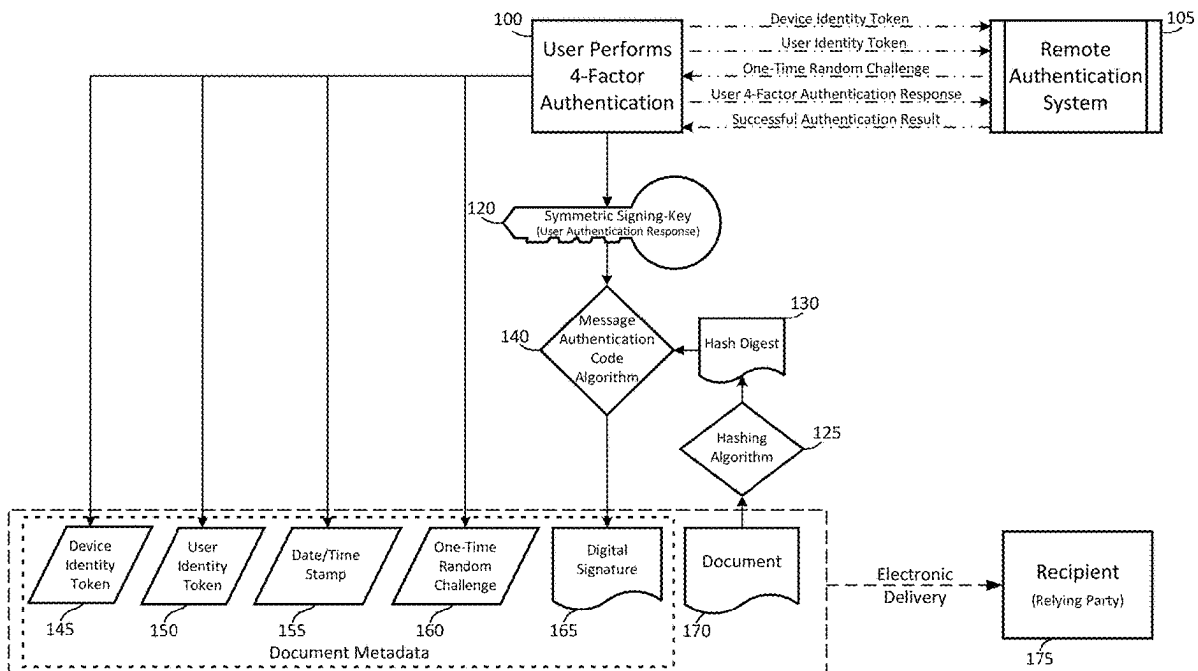 100
User Performs
4-Factor
Authentication
Device Identity Token
User Identity Token
One-Time Random Challenge
User 4-Factor Authentication Response
Successful Authentication Result
105
Remote
Authentication
System
120
Symmetric Signing-Key
(User Authentication Response)
140
Message
Authentication
Code
Algorithm
130
Hash Digest
125
Hashing
Algorithm
Device
Identity
Token
145
User
Identity
Token
150
Date/Time
Stamp
155
One-Time
Random
Challenge
160
Digital
Signature
165
Document
170
Document Metadata
Electronic
Delivery
Recipient
(Relying Party)
175